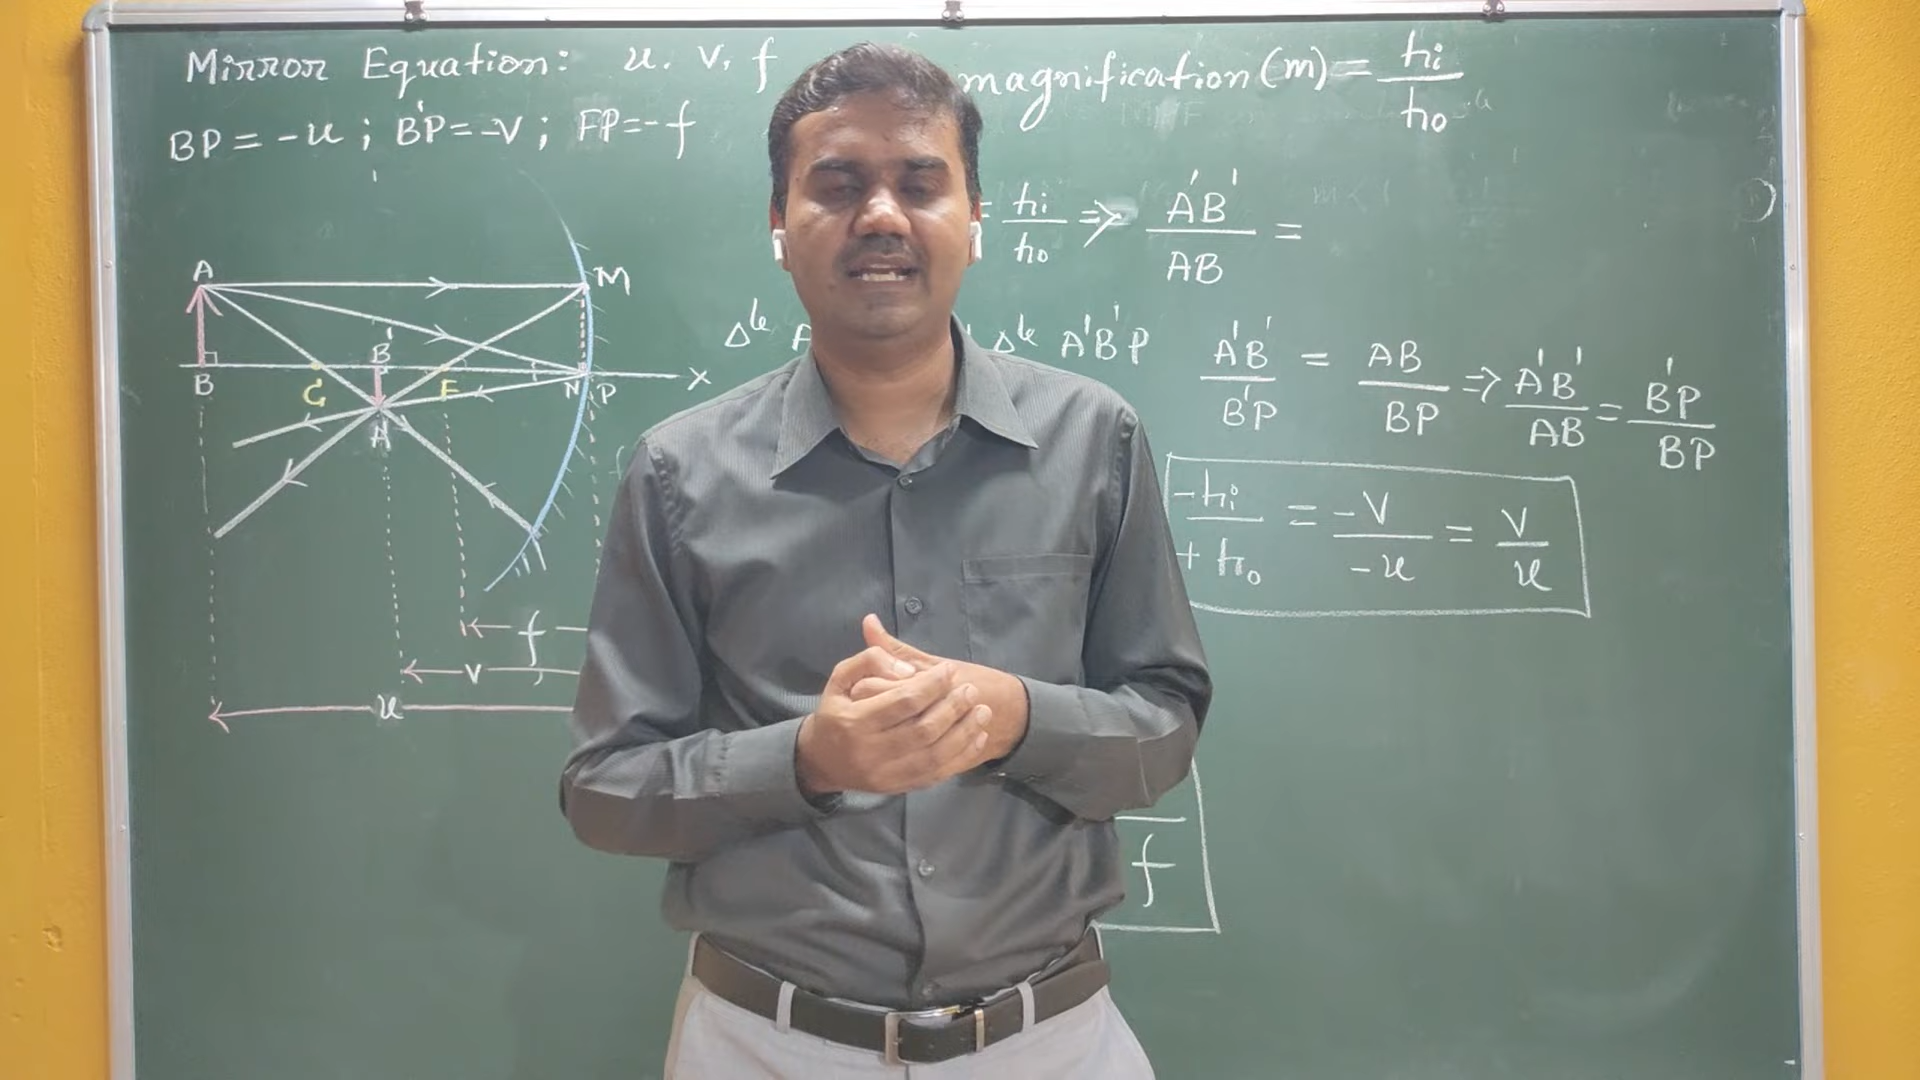 Mirror Equation: u. v. f
magnification (m) = hi/ho
BP = -u ; B'P = -v ; FP = -f
= hi/ho => A'B'/AB =
Δle A
Δle A'B'P
A'B'/B'P = AB/BP => A'B'/AB = B'P/BP
-hi/+ho = -v/-u = v/u
A
M
B'
B
C
F
N
P
X
A'
f
v
u
f